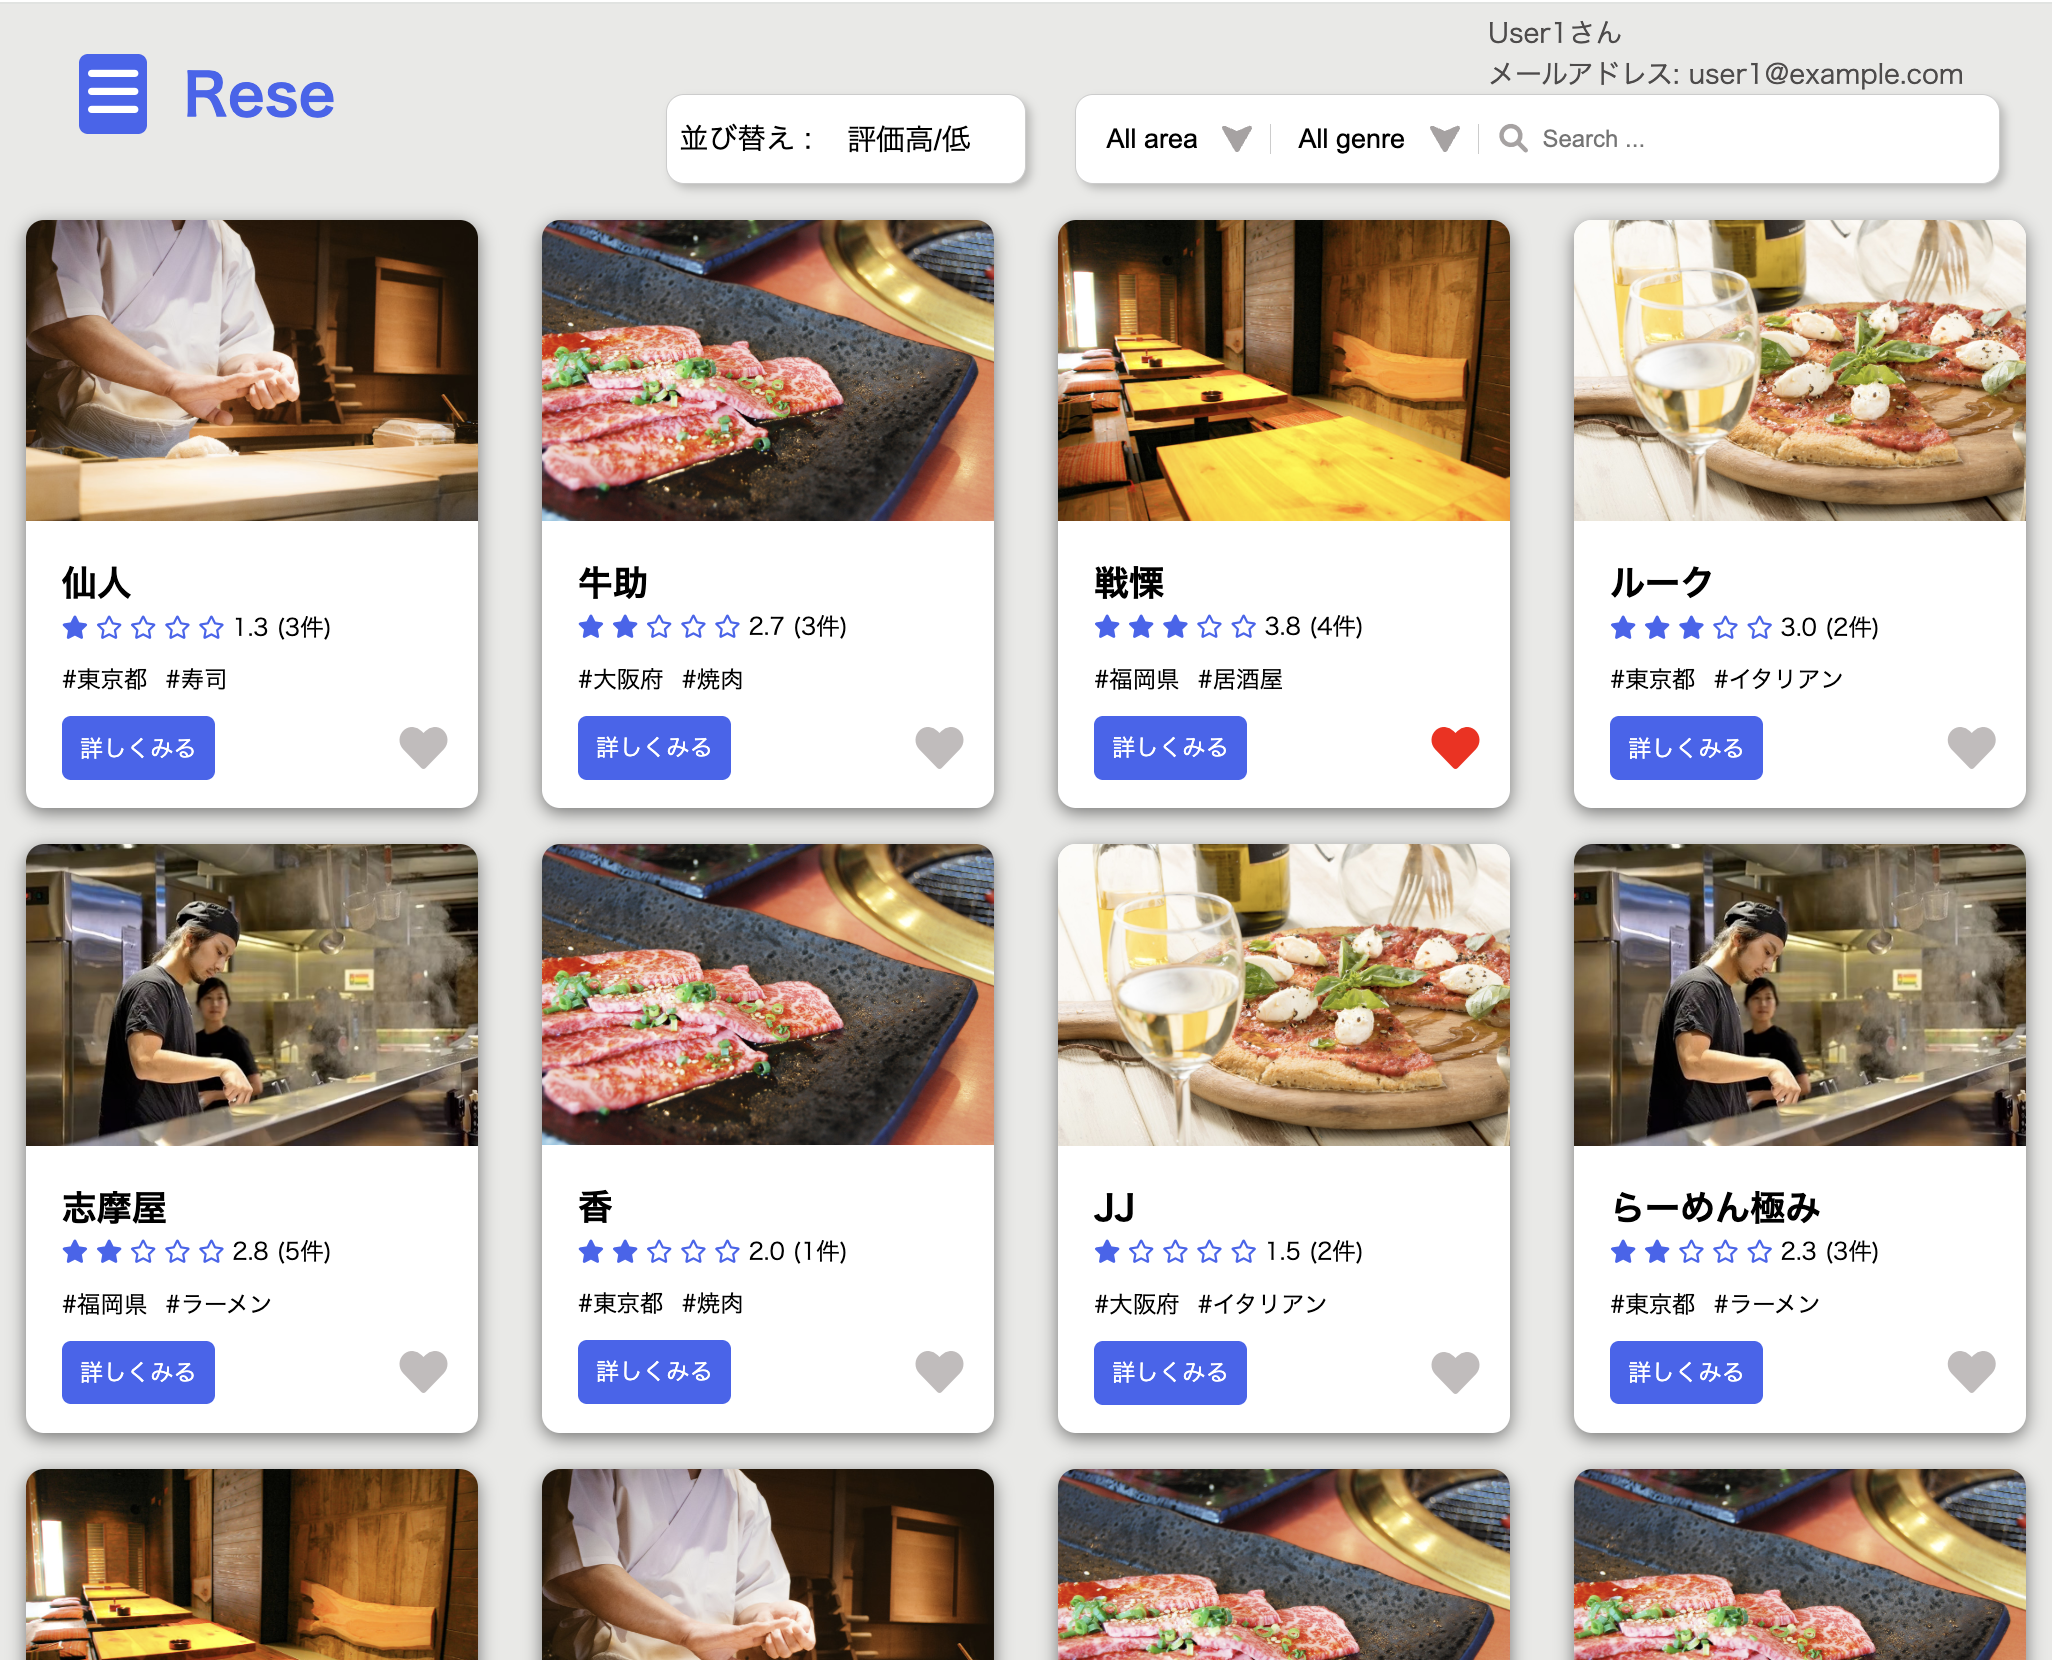 User1さん
メールアドレス: user1@example.com
Rese
並び替え： 評価高/低
All area All genre Search ...
仙人
1.3 (3件)
#東京都 #寿司
詳しくみる
牛助
2.7 (3件)
#大阪府 #焼肉
詳しくみる
戦慄
3.8 (4件)
#福岡県 #居酒屋
詳しくみる
ルーク
3.0 (2件)
#東京都 #イタリアン
詳しくみる
志摩屋
2.8 (5件)
#福岡県 #ラーメン
詳しくみる
香
2.0 (1件)
#東京都 #焼肉
詳しくみる
JJ
1.5 (2件)
#大阪府 #イタリアン
詳しくみる
らーめん極み
2.3 (3件)
#東京都 #ラーメン
詳しくみる